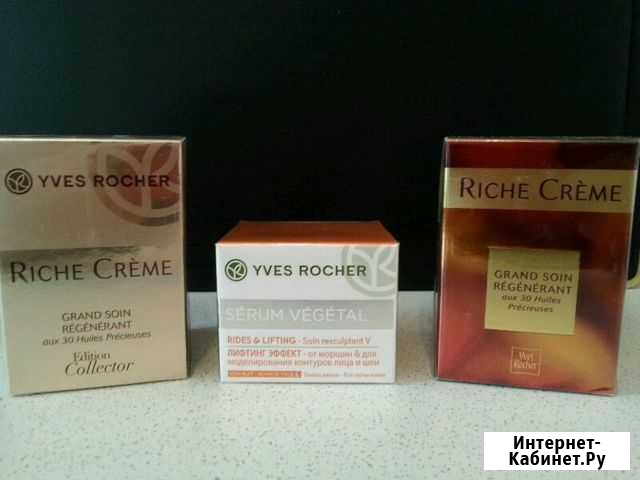 YVES ROCHER
RICHE CRÈME
GRAND SOIN
RÉGÉNÉRANT
aux 30 Huiles Précieuses
Edition
Collector
YVES ROCHER
SÉRUM VÉGÉTAL
RIDES & LIFTING - Soin resculptant V
ЛИФТИНГ ЭФФЕКТ - от морщин & для
моделирования контуров лица и шеи
RICHE CRÈME
GRAND SOIN
RÉGÉNÉRANT
aux 30 Huiles
Précieuses
Yves
Rocher
Интернет-
Кабинет.Ру